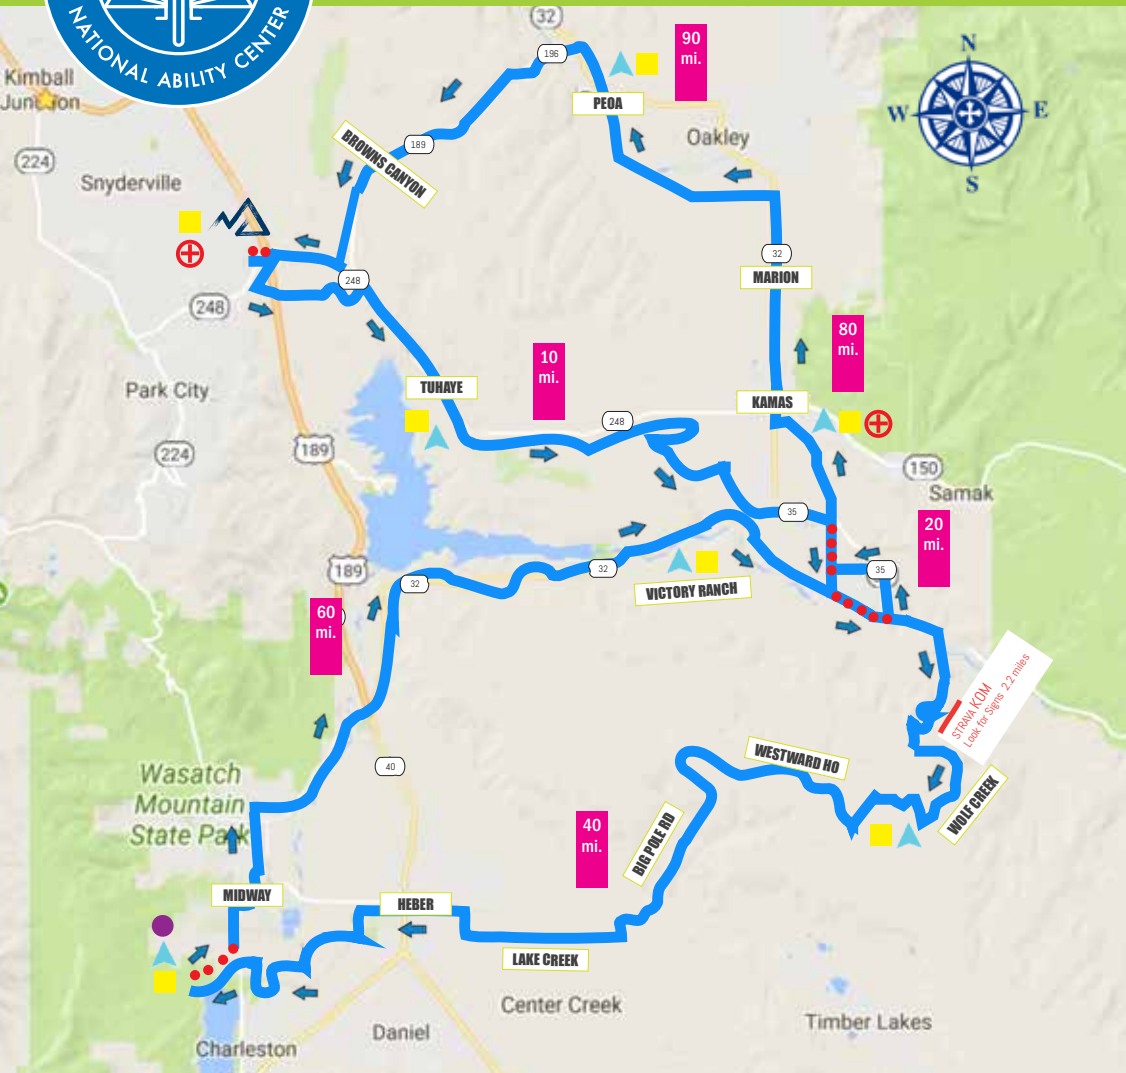 NATIONAL ABILITY CENTER
32
196
90
mi.
Kimball
Junction
PEOA
N
W
E
S
Oakley
189
BROWNS CANYON
224
Snyderville
32
MARION
248
248
80
mi.
10
mi.
Park City
TUHAYE
KAMAS
248
189
224
150
Samak
35
20
mi.
189
32
32
35
VICTORY RANCH
60
mi.
STRAVA KOM
Look for Signs 2.2 miles
40
Wasatch
Mountain
State Park
WESTWARD HO
WOLF CREEK
40
mi.
BIG POLE RD
MIDWAY
HEBER
LAKE CREEK
Center Creek
Timber Lakes
Daniel
Charleston